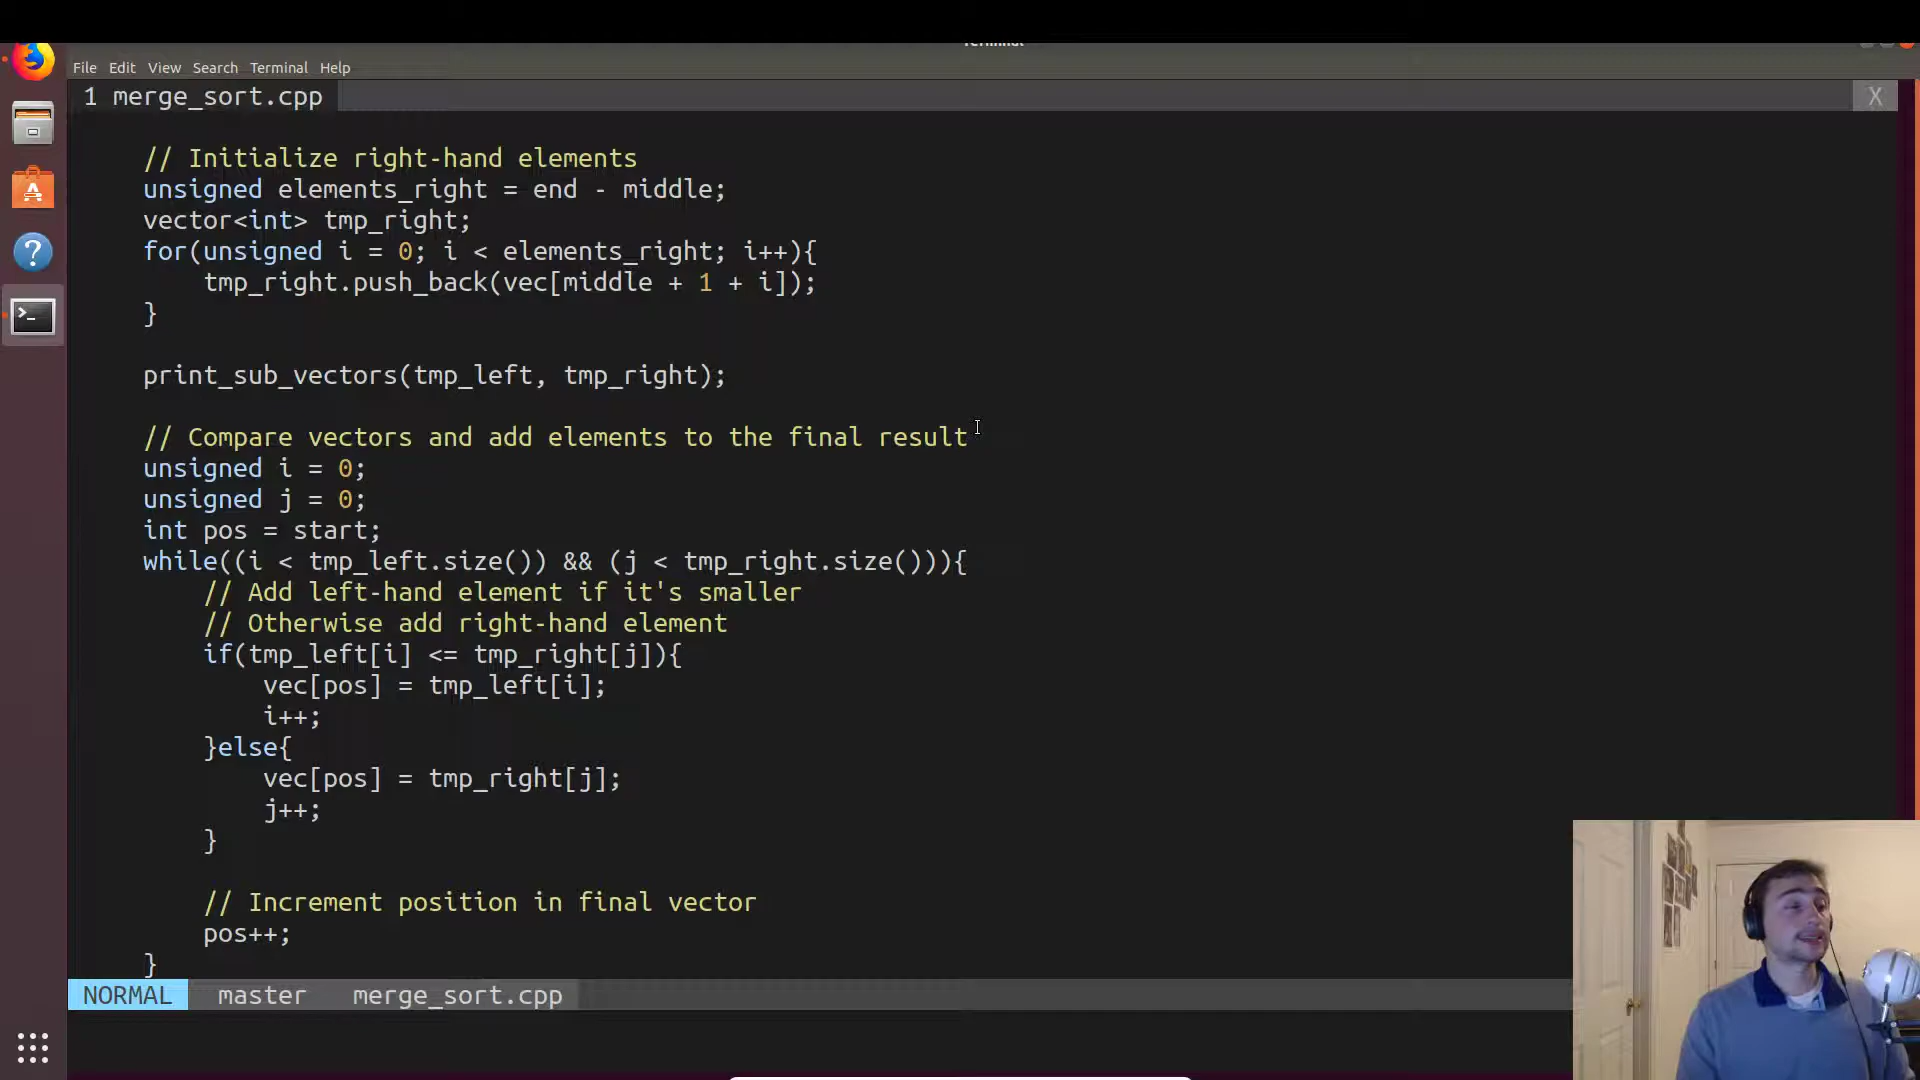 Terminal
File Edit View Search Terminal Help
1 merge_sort.cpp X
// Initialize right-hand elements
unsigned elements_right = end - middle;
vector<int> tmp_right;
for(unsigned i = 0; i < elements_right; i++){
tmp_right.push_back(vec[middle + 1 + i]);
}
print_sub_vectors(tmp_left, tmp_right);
// Compare vectors and add elements to the final result
unsigned i = 0;
unsigned j = 0;
int pos = start;
while((i < tmp_left.size()) && (j < tmp_right.size())){
// Add left-hand element if it's smaller
// Otherwise add right-hand element
if(tmp_left[i] <= tmp_right[j]){
vec[pos] = tmp_left[i];
i++;
}else{
vec[pos] = tmp_right[j];
j++;
}
// Increment position in final vector
pos++;
}
NORMAL master merge_sort.cpp